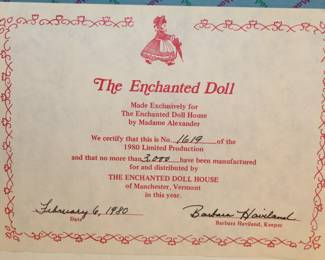 The Enchanted Doll
Made Exclusively for
The Enchanted Doll House
by Madame Alexander
We certify that this is No. 1619 of the
1980 Limited Production
and that no more than 3,000 have been manufactured
for and distributed by
THE ENCHANTED DOLL HOUSE
of Manchester, Vermont
in this year.
February 6, 1980 Barbara Haviland
Date Barbara Haviland, Keeper